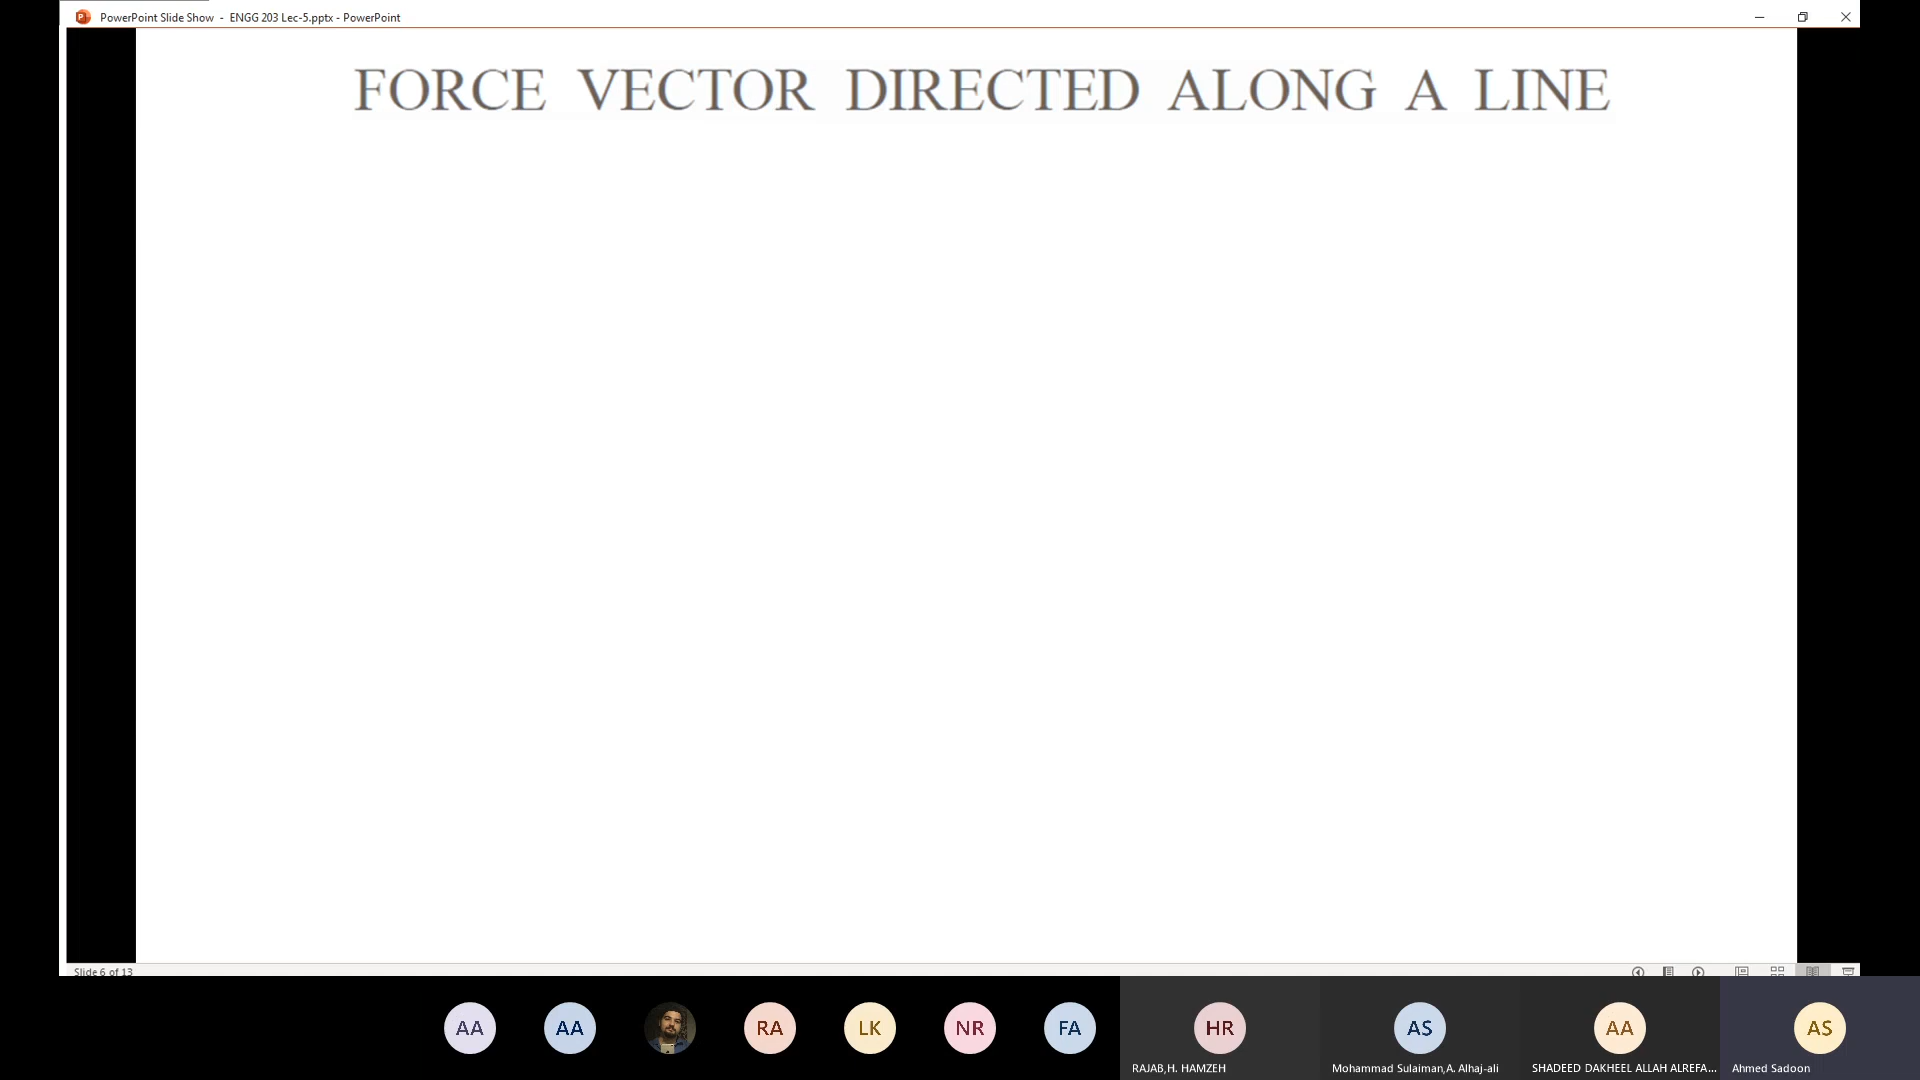 PowerPoint Slide Show - ENGG 203 Lec-5.pptx - PowerPoint
FORCE VECTOR DIRECTED ALONG A LINE
Slide 6 of 13
AA
AA
RA
LK
NR
FA
HR
AS
AA
AS
RAJAB,H. HAMZEH
Mohammad Sulaiman,A. Alhaj-ali
SHADEED DAKHEEL ALLAH ALREFA...
Ahmed Sadoon